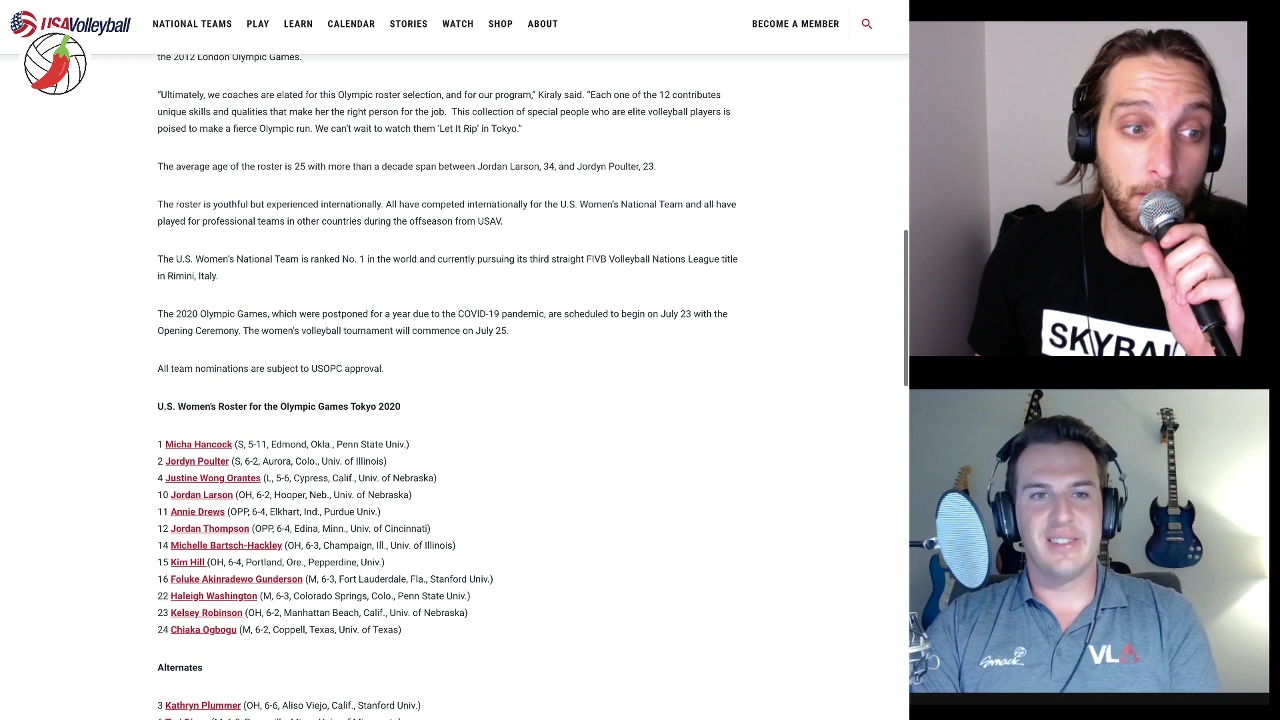 USA Volleyball
NATIONAL TEAMS PLAY LEARN CALENDAR STORIES WATCH SHOP ABOUT BECOME A MEMBER
the 2012 London Olympic Games.
“Ultimately, we coaches are elated for this Olympic roster selection, and for our program,” Kiraly said. “Each one of the 12 contributes
unique skills and qualities that make her the right person for the job.  This collection of special people who are elite volleyball players is
poised to make a fierce Olympic run. We can’t wait to watch them ‘Let It Rip’ in Tokyo.”
The average age of the roster is 25 with more than a decade span between Jordan Larson, 34, and Jordyn Poulter, 23.
The roster is youthful but experienced internationally. All have competed internationally for the U.S. Women’s National Team and all have
played for professional teams in other countries during the offseason from USAV.
The U.S. Women’s National Team is ranked No. 1 in the world and currently pursuing its third straight FIVB Volleyball Nations League title
in Rimini, Italy.
The 2020 Olympic Games, which were postponed for a year due to the COVID-19 pandemic, are scheduled to begin on July 23 with the
Opening Ceremony. The women’s volleyball tournament will commence on July 25.
All team nominations are subject to USOPC approval.
U.S. Women’s Roster for the Olympic Games Tokyo 2020
1 Micha Hancock (S, 5-11, Edmond, Okla., Penn State Univ.)
2 Jordyn Poulter (S, 6-2, Aurora, Colo., Univ. of Illinois)
4 Justine Wong Orantes (L, 5-6, Cypress, Calif., Univ. of Nebraska)
10 Jordan Larson (OH, 6-2, Hooper, Neb., Univ. of Nebraska)
11 Annie Drews (OPP, 6-4, Elkhart, Ind., Purdue Univ.)
12 Jordan Thompson (OPP, 6-4, Edina, Minn., Univ. of Cincinnati)
14 Michelle Bartsch-Hackley (OH, 6-3, Champaign, Ill., Univ. of Illinois)
15 Kim Hill (OH, 6-4, Portland, Ore., Pepperdine, Univ.)
16 Foluke Akinradewo Gunderson (M, 6-3, Fort Lauderdale, Fla., Stanford Univ.)
22 Haleigh Washington (M, 6-3, Colorado Springs, Colo., Penn State Univ.)
23 Kelsey Robinson (OH, 6-2, Manhattan Beach, Calif., Univ. of Nebraska)
24 Chiaka Ogbogu (M, 6-2, Coppell, Texas, Univ. of Texas)
Alternates
3 Kathryn Plummer (OH, 6-6, Aliso Viejo, Calif., Stanford Univ.)
SKYBAL
VLA